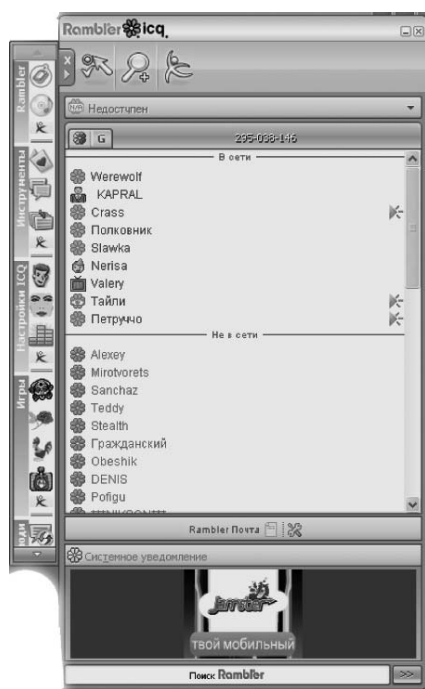 Rambler icq
Rambler
Инструменты
Настройки ICQ
Игры
Недоступен
G
295-038-146
В сети
Werewolf
KAPRAL
Crass
Полковник
Slawka
Nerisa
Valery
Тайли
Петруччо
Не в сети
Alexey
Mirotvorets
Sanchaz
Teddy
Stealth
Гражданский
Obeshik
DENIS
Pofigu
Rambler Почта
Системное уведомление
Jamster
твой мобильный
Поиск Rambler
>>